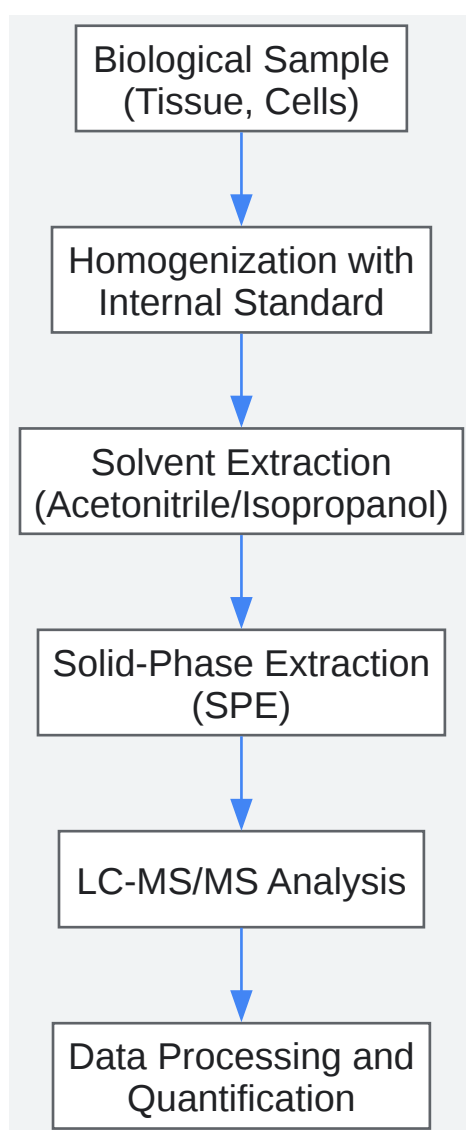 Biological Sample
(Tissue, Cells)
Homogenization with
Internal Standard
Solvent Extraction
(Acetonitrile/Isopropanol)
Solid-Phase Extraction
(SPE)
LC-MS/MS Analysis
Data Processing and
Quantification